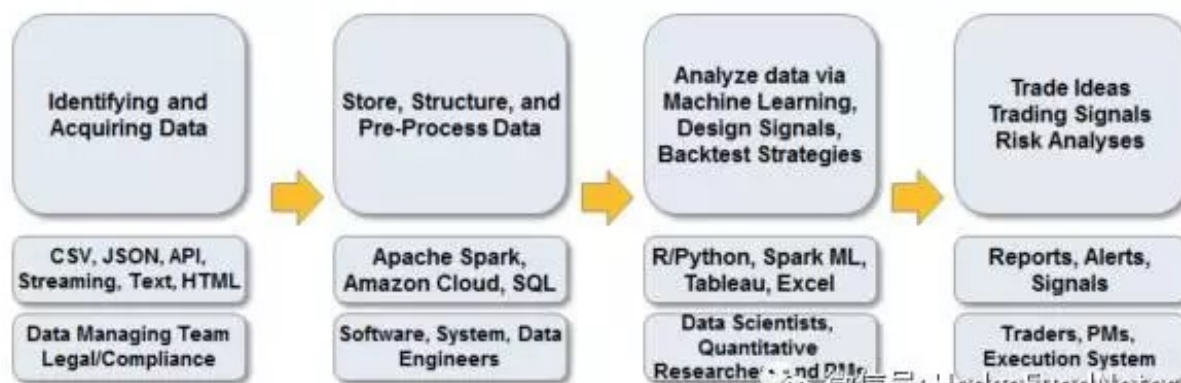 Identifying and
Acquiring Data
Store, Structure, and
Pre-Process Data
Analyze data via
Machine Learning,
Design Signals,
Backtest Strategies
Trade Ideas
Trading Signals
Risk Analyses
CSV, JSON, API,
Streaming, Text, HTML
Apache Spark,
Amazon Cloud, SQL
R/Python, Spark ML,
Tableau, Excel
Reports, Alerts,
Signals
Data Managing Team
Legal/Compliance
Software, System, Data
Engineers
Data Scientists,
Quantitative
Researchers and PMs
Traders, PMs,
Execution System